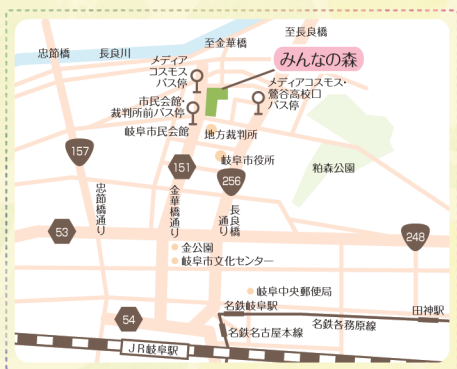 至長良橋
至金華橋
忠節橋
長良川
みんなの森
メディア
コスモス
バス停
メディアコスモス・
鶯谷高校口
バス停
市民会館・
裁判所前バス停
岐阜市民会館
地方裁判所
157
151
岐阜市役所
256
粕森公園
忠節橋通り
金華橋通り
長良橋通り
53
248
金公園
岐阜市文化センター
岐阜中央郵便局
54
名鉄岐阜駅
田神駅
名鉄各務原線
名鉄名古屋本線
JR岐阜駅